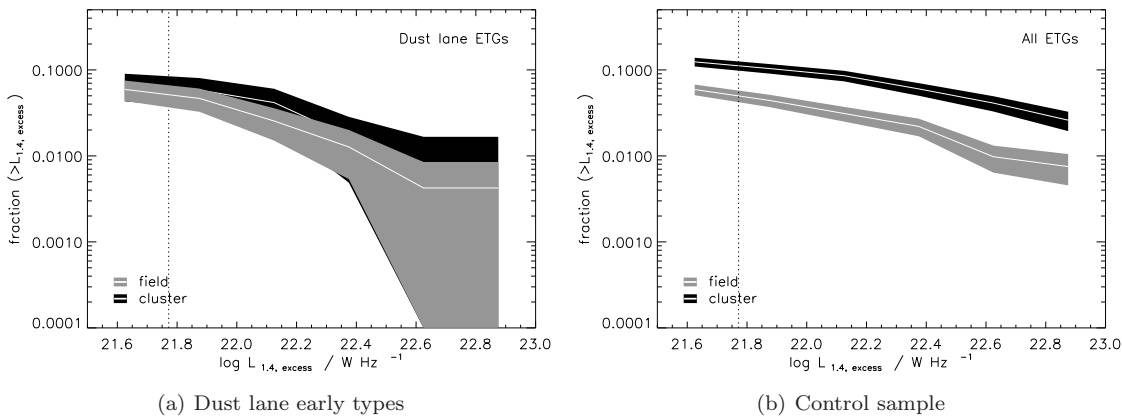 Dust lane ETGs
0.1000
0.0100
0.0010
0.0001
fraction (>L1.4, excess)
field
cluster
21.6 21.8 22.0 22.2 22.4 22.6 22.8 23.0
log L 1.4, excess / W Hz -1
(a) Dust lane early types
All ETGs
0.1000
0.0100
0.0010
0.0001
fraction (>L1.4, excess)
field
cluster
21.6 21.8 22.0 22.2 22.4 22.6 22.8 23.0
log L 1.4, excess / W Hz -1
(b) Control sample